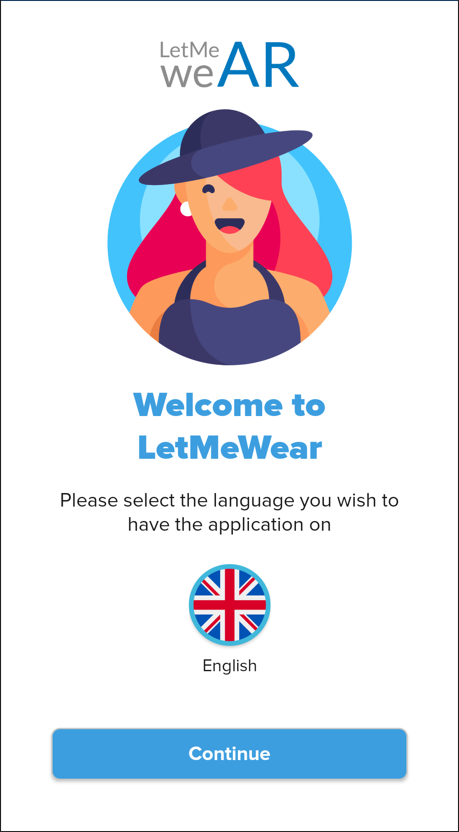 LetMe
weAR
Welcome to
LetMeWear
Please select the language you wish to
have the application on
English
Continue